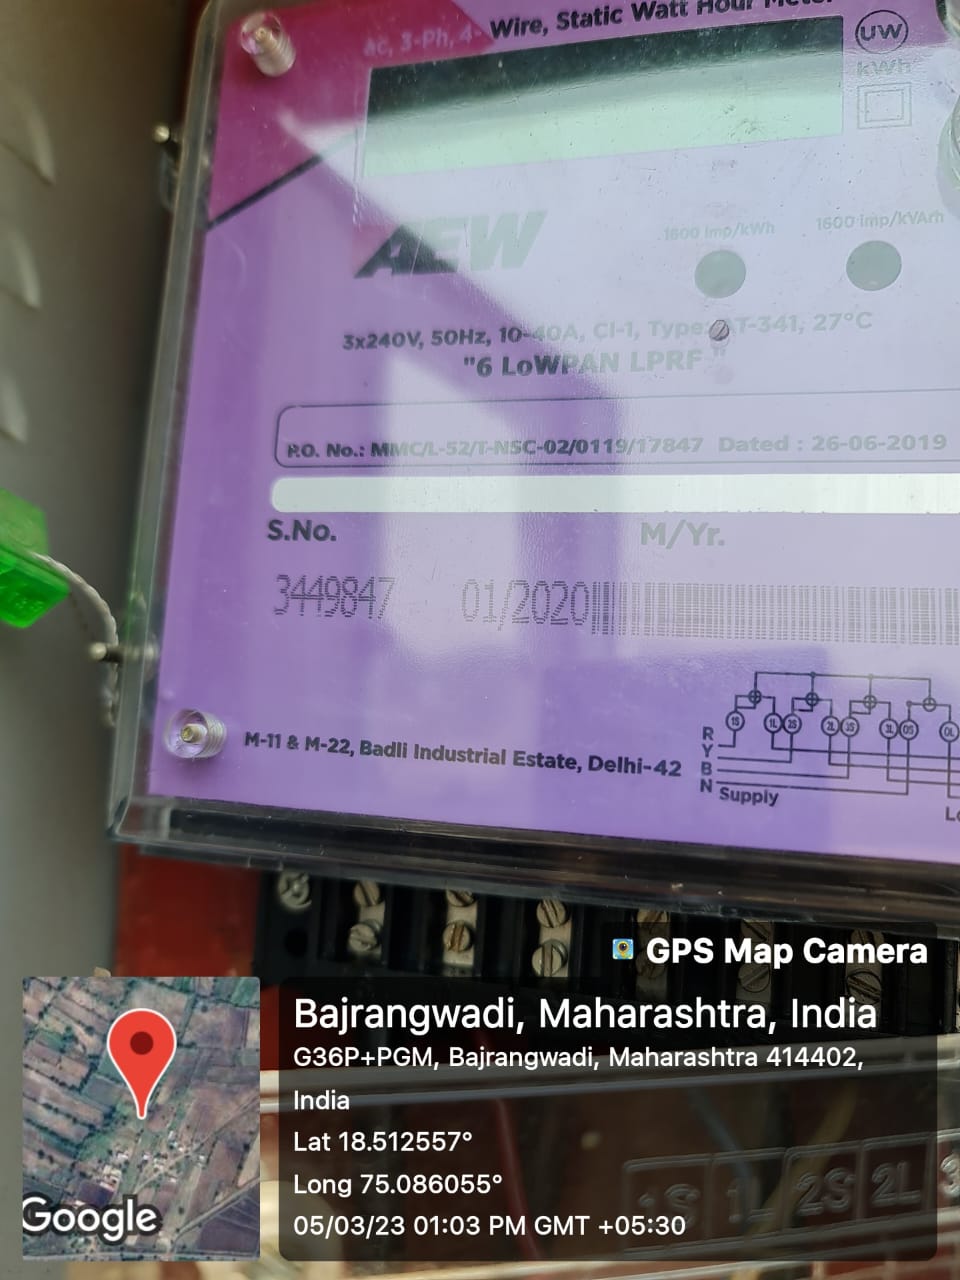 ac, 3-Ph, 4- Wire, Static Watt Hour Meter
UW
kWh
AEW
1600 imp/kWh 1600 imp/kVArh
3x240V, 50Hz, 10-40A, Cl-1, Type: AT-341, 27°C
"6 LoWPAN LPRF"
P.O. No.: MMC/L-52/T-NSC-02/0119/17847 Dated : 26-06-2019
S.No. M/Yr.
3449847 01/2020
1S 1L 2S 2L 3S 3L 0S 0L
R
Y
M-11 & M-22, Badli Industrial Estate, Delhi-42 B
N Supply
GPS Map Camera
Bajrangwadi, Maharashtra, India
G36P+PGM, Bajrangwadi, Maharashtra 414402,
India
Lat 18.512557°
Long 75.086055°
05/03/23 01:03 PM GMT +05:30
Google
1S 1L 2S 2L 3